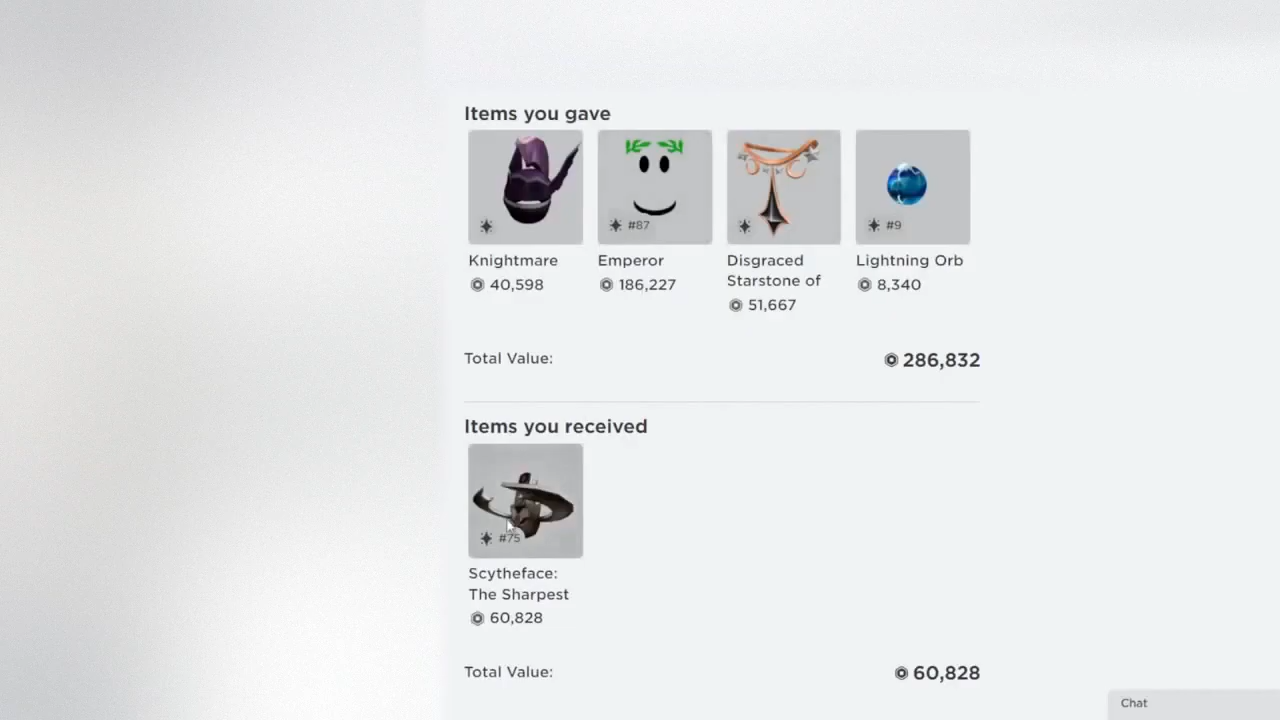 Items you gave
#87
#9
Knightmare
Emperor
Disgraced
Starstone of
Lightning Orb
40,598
186,227
51,667
8,340
Total Value:
286,832
Items you received
#75
Scytheface:
The Sharpest
60,828
Total Value:
60,828
Chat